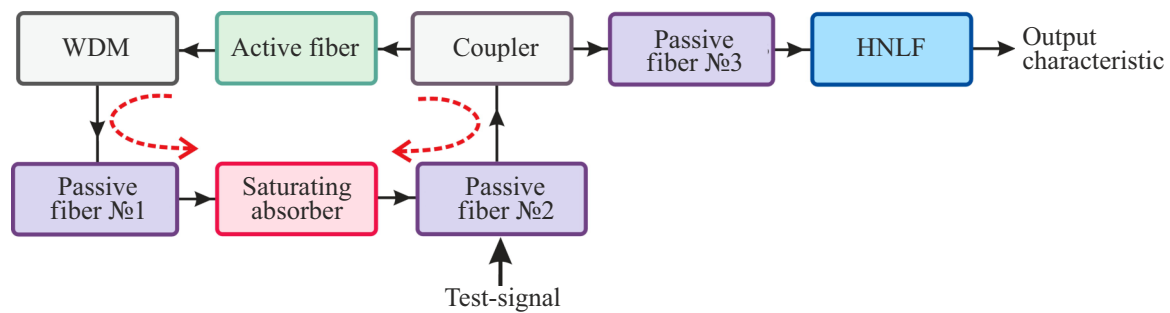 WDM
Active fiber
Coupler
Passive
fiber №3
HNLF
Output
characteristic
Passive
fiber №1
Saturating
absorber
Passive
fiber №2
Test-signal